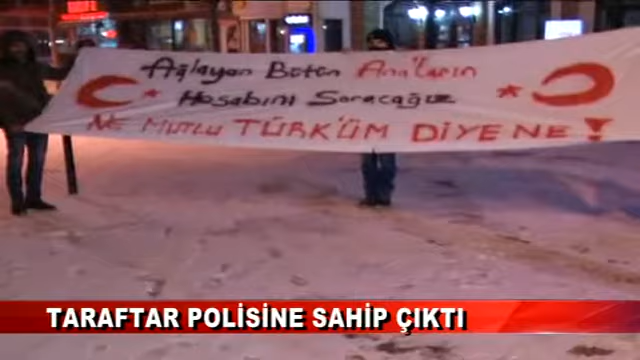 Ağlayan Bütün Ana'ların
Hesabını Soracağız
NE MUTLU TÜRK'ÜM DİYENE!
TARAFTAR POLİSİNE SAHİP ÇIKTI